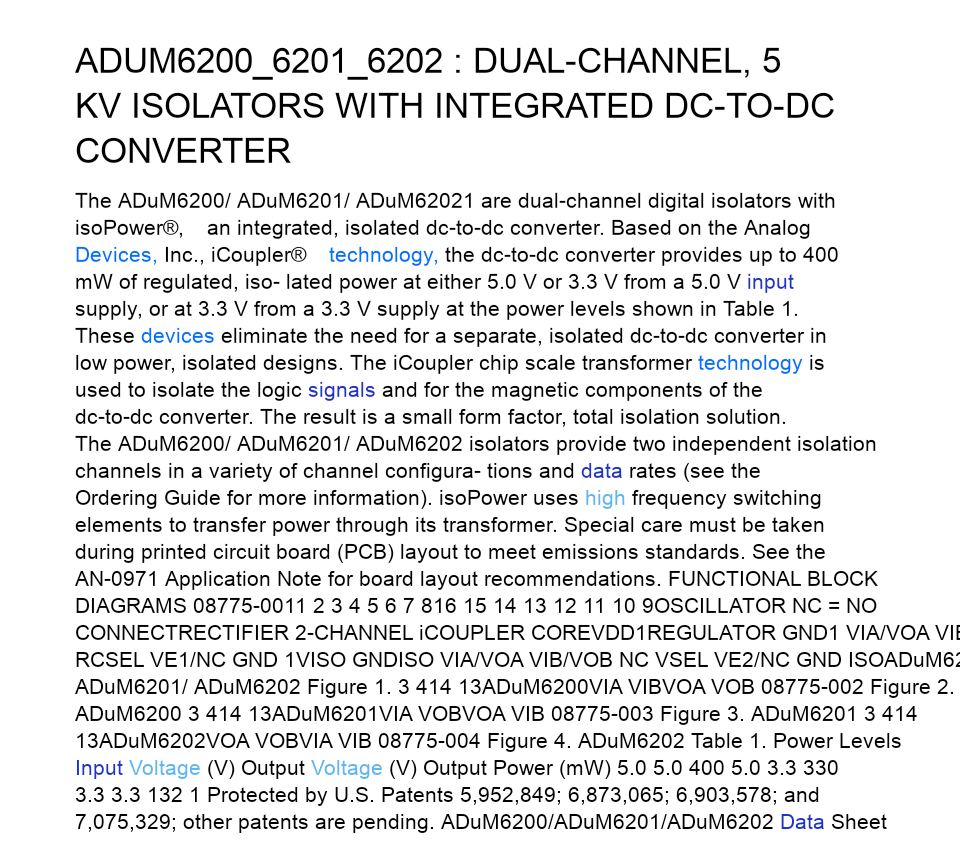 ADUM6200_6201_6202 : DUAL-CHANNEL, 5
KV ISOLATORS WITH INTEGRATED DC-TO-DC
CONVERTER
The ADuM6200/ ADuM6201/ ADuM62021 are dual-channel digital isolators with
isoPower®, an integrated, isolated dc-to-dc converter. Based on the Analog
Devices, Inc., iCoupler® technology, the dc-to-dc converter provides up to 400
mW of regulated, iso- lated power at either 5.0 V or 3.3 V from a 5.0 V input
supply, or at 3.3 V from a 3.3 V supply at the power levels shown in Table 1.
These devices eliminate the need for a separate, isolated dc-to-dc converter in
low power, isolated designs. The iCoupler chip scale transformer technology is
used to isolate the logic signals and for the magnetic components of the
dc-to-dc converter. The result is a small form factor, total isolation solution.
The ADuM6200/ ADuM6201/ ADuM6202 isolators provide two independent isolation
channels in a variety of channel configura- tions and data rates (see the
Ordering Guide for more information). isoPower uses high frequency switching
elements to transfer power through its transformer. Special care must be taken
during printed circuit board (PCB) layout to meet emissions standards. See the
AN-0971 Application Note for board layout recommendations. FUNCTIONAL BLOCK
DIAGRAMS 08775-0011 2 3 4 5 6 7 816 15 14 13 12 11 10 9OSCILLATOR NC = NO
CONNECTRECTIFIER 2-CHANNEL iCOUPLER COREVDD1REGULATOR GND1 VIA/VOA
RCSEL VE1/NC GND 1VISO GNDISO VIA/VOA VIB/VOB NC VSEL VE2/NC GND
ADuM6201/ ADuM6202 Figure 1. 3 414 13ADuM6200VIA VIBVOA VOB 08775-002 Figure 2.
ADuM6200 3 414 13ADuM6201VIA VOBVOA VIB 08775-003 Figure 3. ADuM6201 3 414
13ADuM6202VOA VOBVIA VIB 08775-004 Figure 4. ADuM6202 Table 1. Power Levels
Input Voltage (V) Output Voltage (V) Output Power (mW) 5.0 5.0 400 5.0 3.3 330
3.3 3.3 132 1 Protected by U.S. Patents 5,952,849; 6,873,065; 6,903,578; and
7,075,329; other patents are pending. ADuM6200/ADuM6201/ADuM6202 Data Sheet